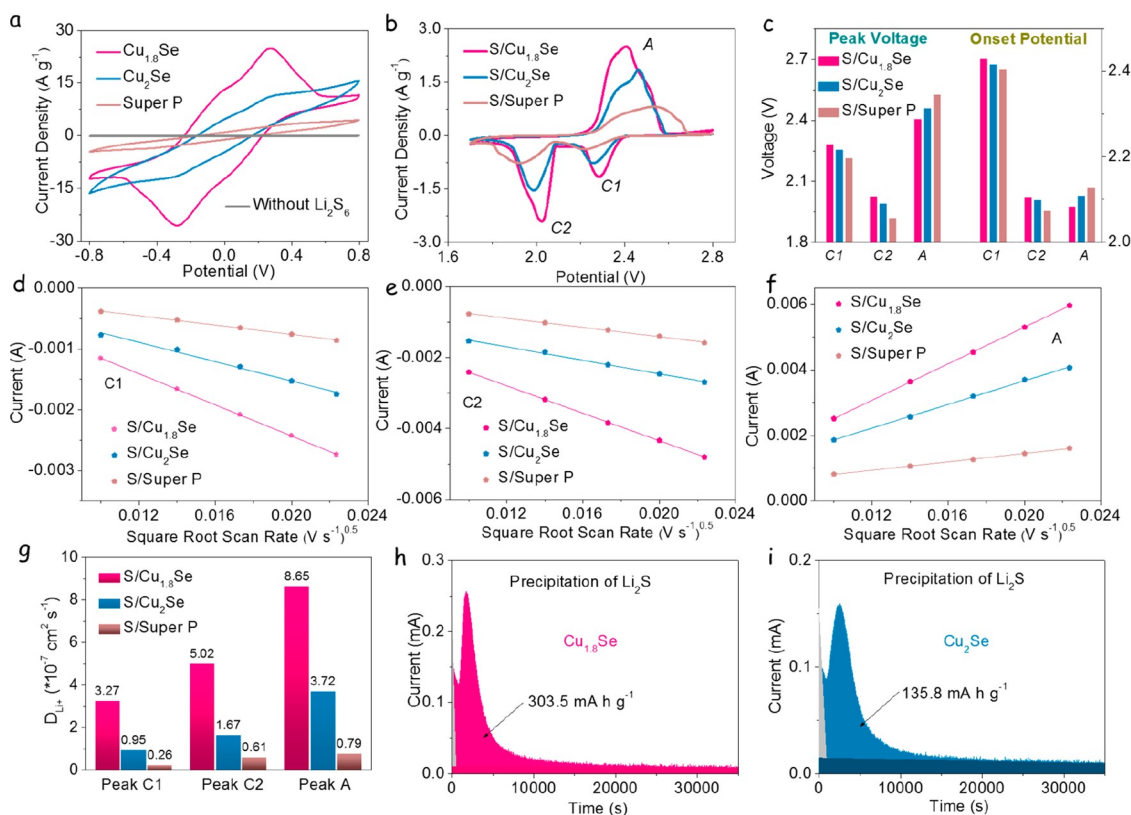 a
Current Density (A g⁻¹)
30
15
0
-15
-30
Cu₁.₈Se
Cu₂Se
Super P
Without Li₂S₆
-0.8 -0.4 0.0 0.4 0.8
Potential (V)
b
Current Density (A g⁻¹)
3.0
1.5
0.0
-1.5
-3.0
S/Cu₁.₈Se
S/Cu₂Se
S/Super P
A
C1
C2
1.6 2.0 2.4 2.8
Potential (V)
c
Voltage (V)
2.7
2.4
2.1
1.8
Peak Voltage Onset Potential
S/Cu₁.₈Se
S/Cu₂Se
S/Super P
2.4
2.2
2.0
C1 C2 A C1 C2 A
d
Current (A)
0.000
-0.001
-0.002
-0.003
C1
S/Cu₁.₈Se
S/Cu₂Se
S/Super P
0.012 0.016 0.020 0.024
Square Root Scan Rate (V s⁻¹)⁰·⁵
e
Current (A)
0.000
-0.002
-0.004
-0.006
C2
S/Cu₁.₈Se
S/Cu₂Se
S/Super P
0.012 0.016 0.020 0.024
Square Root Scan Rate (V s⁻¹)⁰·⁵
f
Current (A)
0.006
0.004
0.002
0.000
S/Cu₁.₈Se
S/Cu₂Se
S/Super P
A
0.012 0.016 0.020 0.024
Square Root Scan Rate (V s⁻¹)⁰·⁵
g
D Li+ (*10⁻⁷ cm² s⁻¹)
10
8
6
4
2
0
S/Cu₁.₈Se
S/Cu₂Se
S/Super P
3.27 0.95 0.26
5.02 1.67 0.61
8.65 3.72 0.79
Peak C1 Peak C2 Peak A
h
Current (mA)
0.3
0.2
0.1
0.0
Precipitation of Li₂S
Cu₁.₈Se
303.5 mA h g⁻¹
0 10000 20000 30000
Time (s)
i
Current (mA)
0.2
0.1
0.0
Precipitation of Li₂S
Cu₂Se
135.8 mA h g⁻¹
0 10000 20000 30000
Time (s)